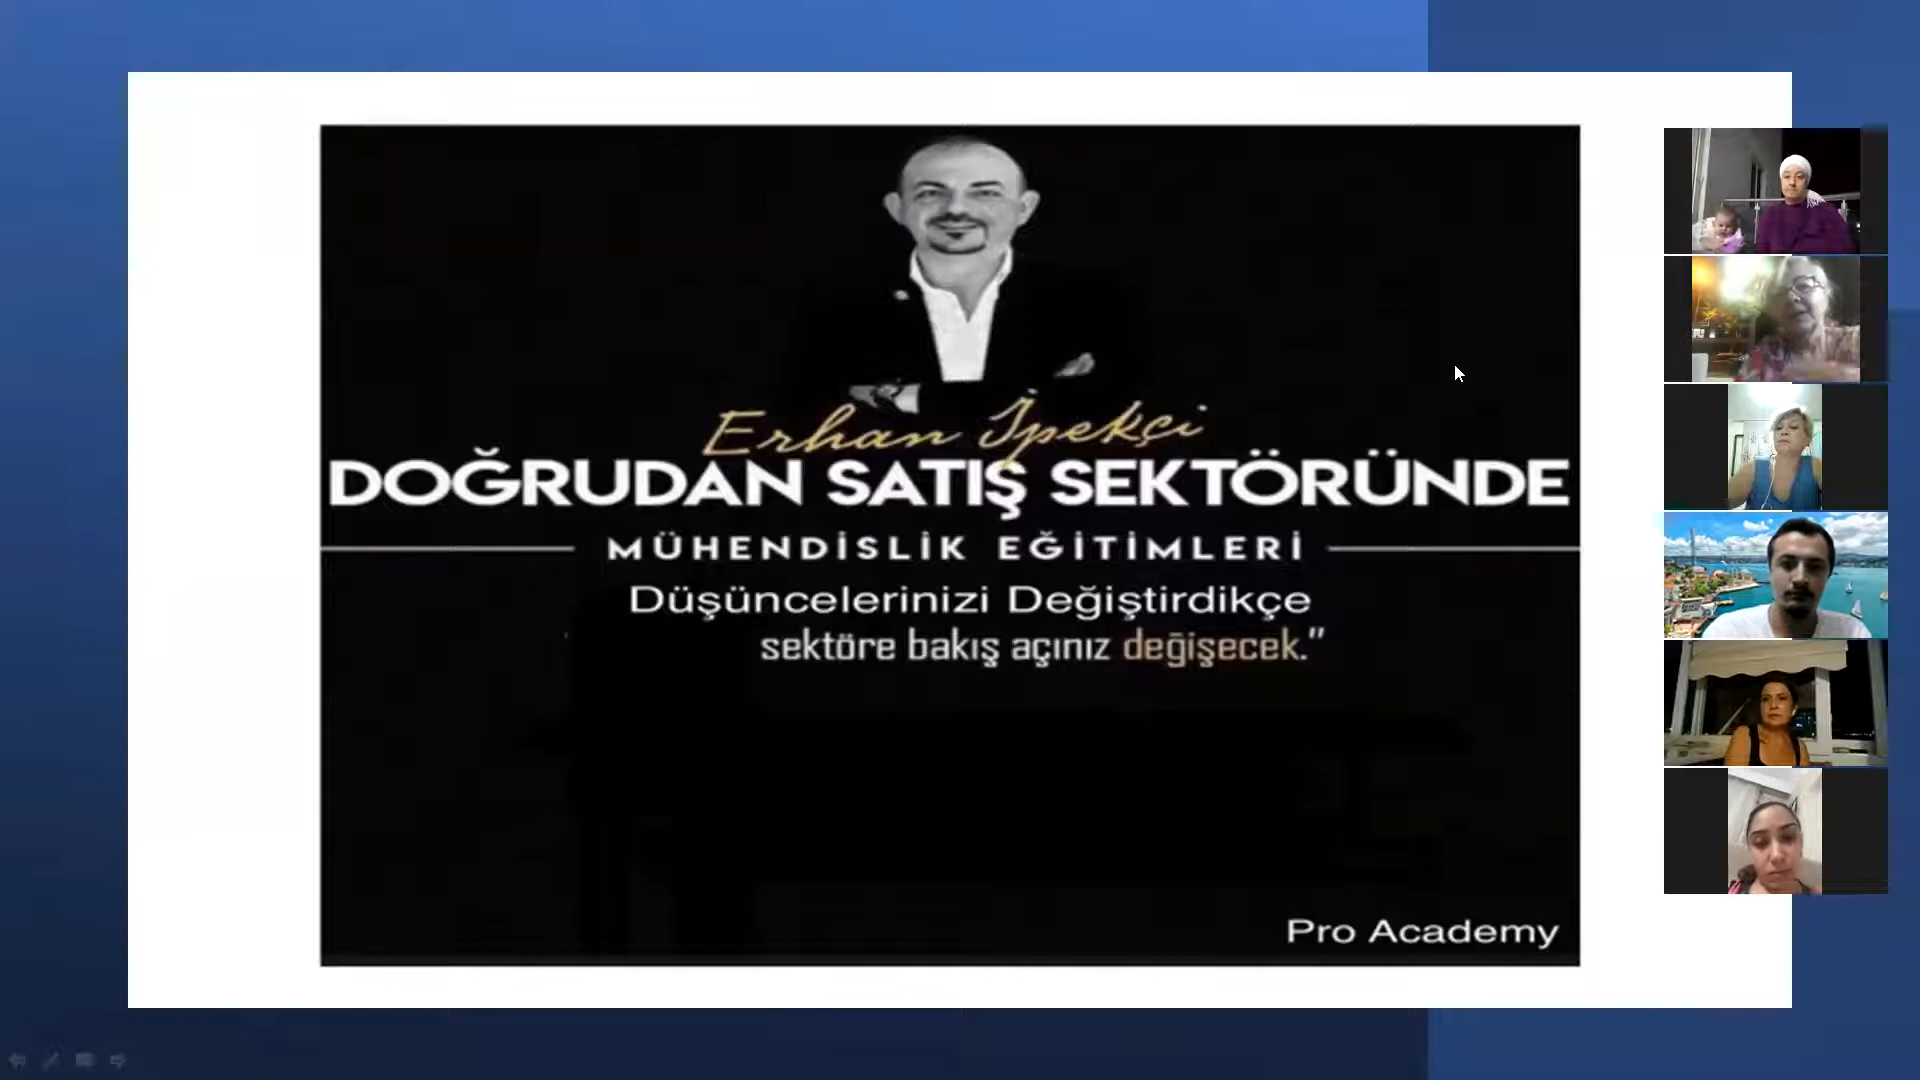 Erhan İpekçi
DOĞRUDAN SATIŞ SEKTÖRÜNDE
MÜHENDİSLİK EĞİTİMLERİ
Düşüncelerinizi Değiştirdikçe
sektöre bakış açınız değişecek."
Pro Academy